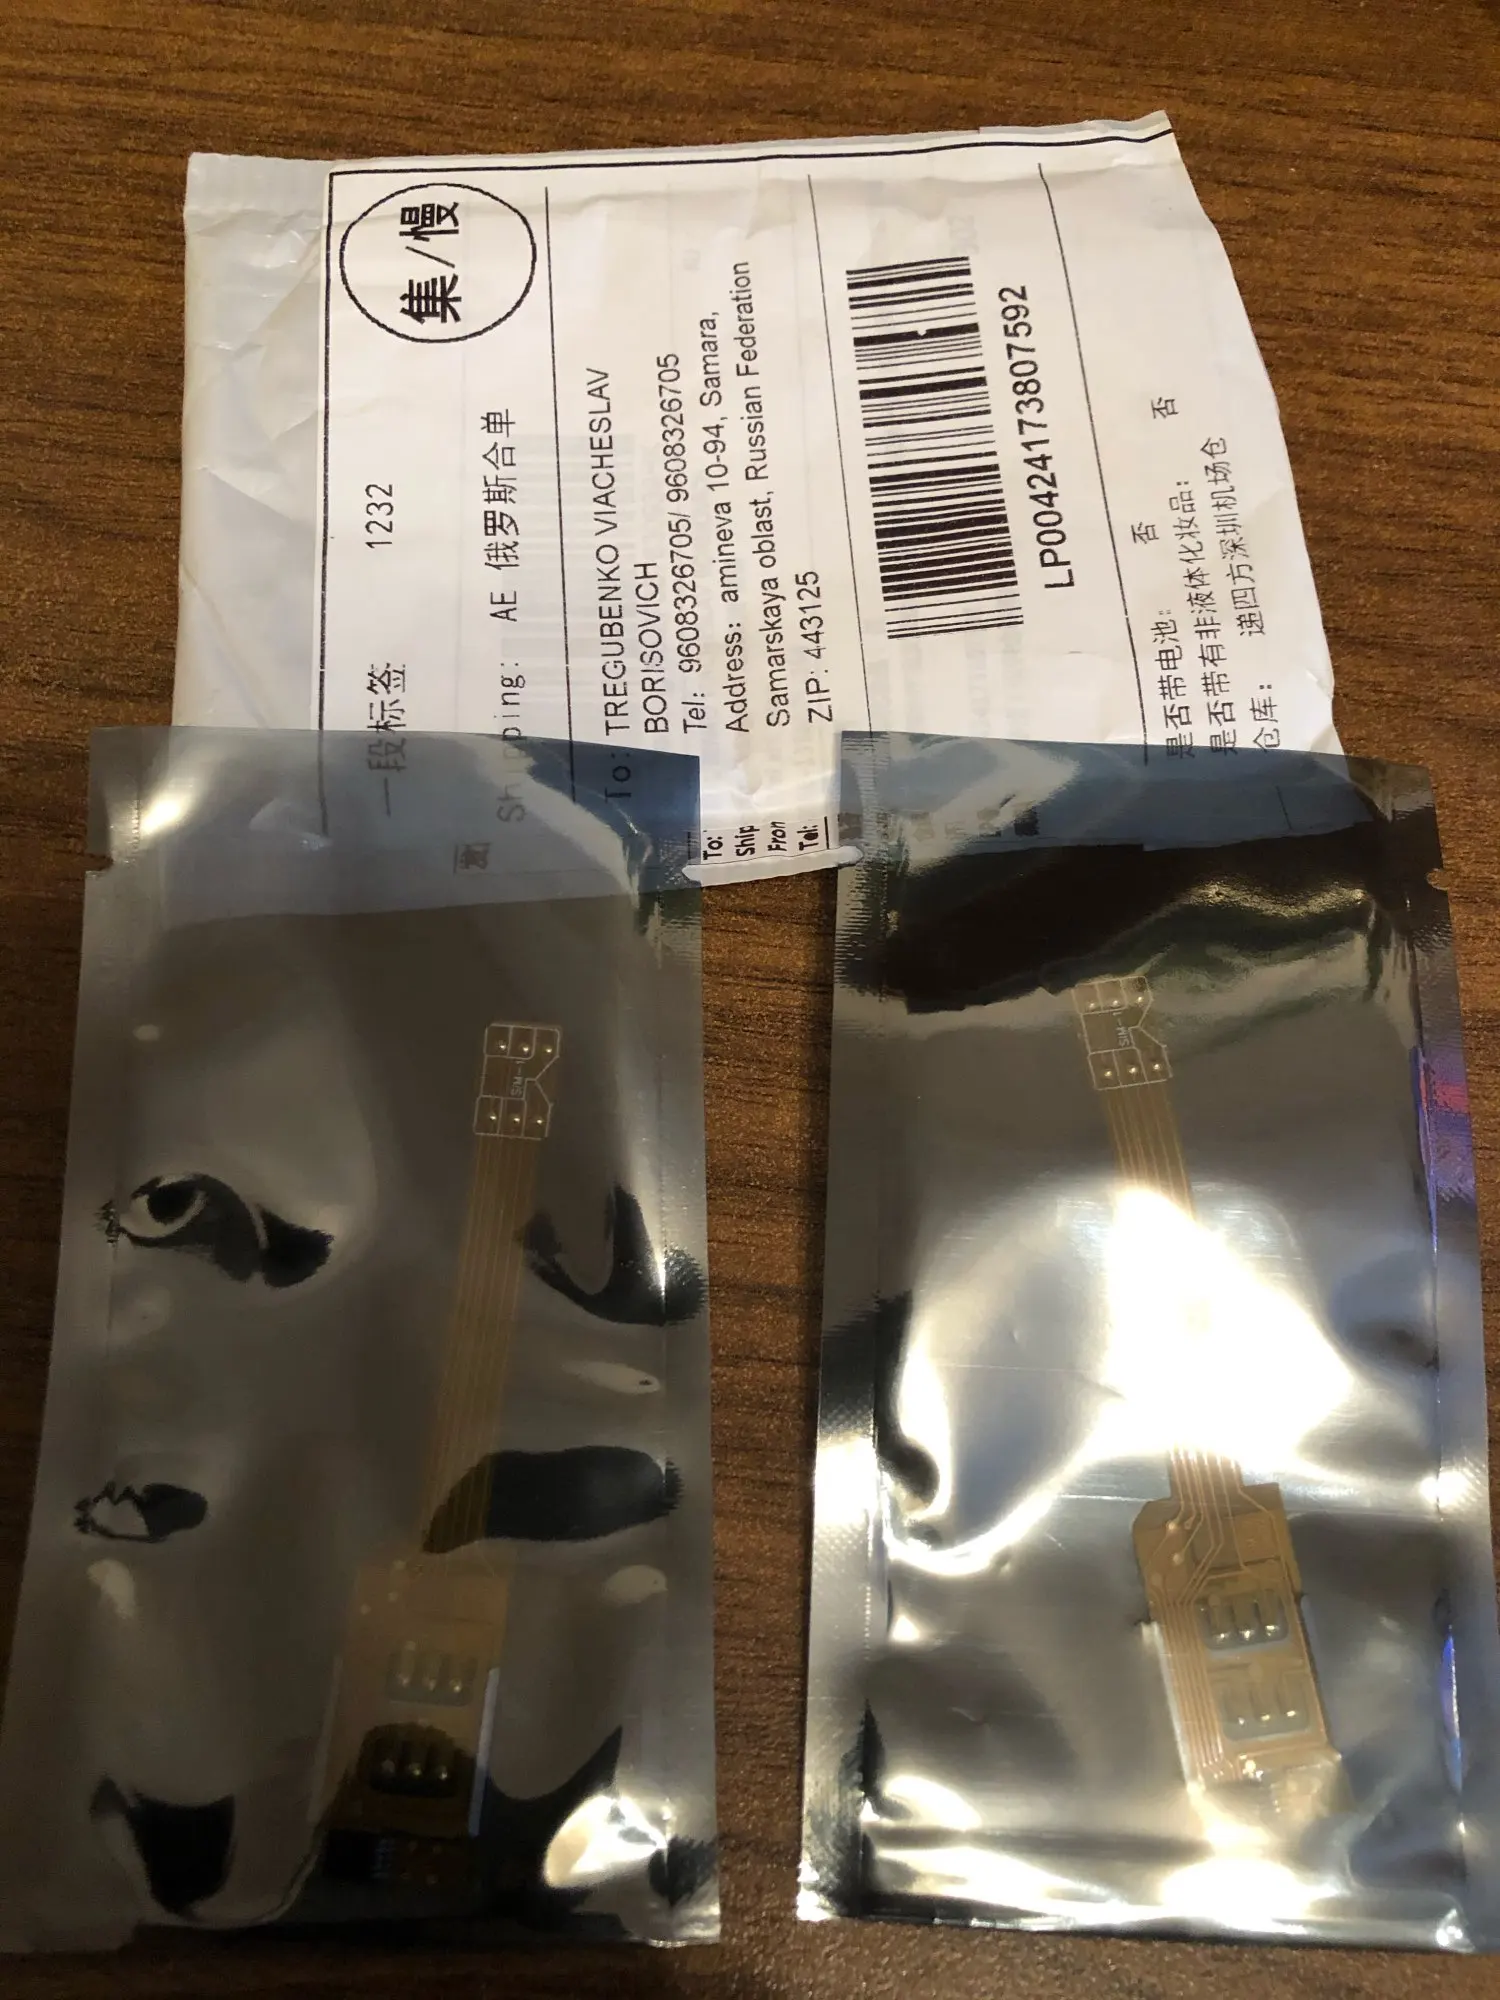 集/慢
一段标签 1232
Shipping: AE 俄罗斯合单
To: TREGUBENKO VIACHESLAV
BORISOVICH
Tel: 9608326705/ 9608326705
Address: amineva 10-94, Samara,
Samarskaya oblast, Russian Federation
ZIP: 443125
LP00424173807592
是否带电池: 否
是否带有非液体化妆品: 否
仓库: 递四方深圳机场仓
To:
Ship
From
Tel:
SIM-1
SIM-1